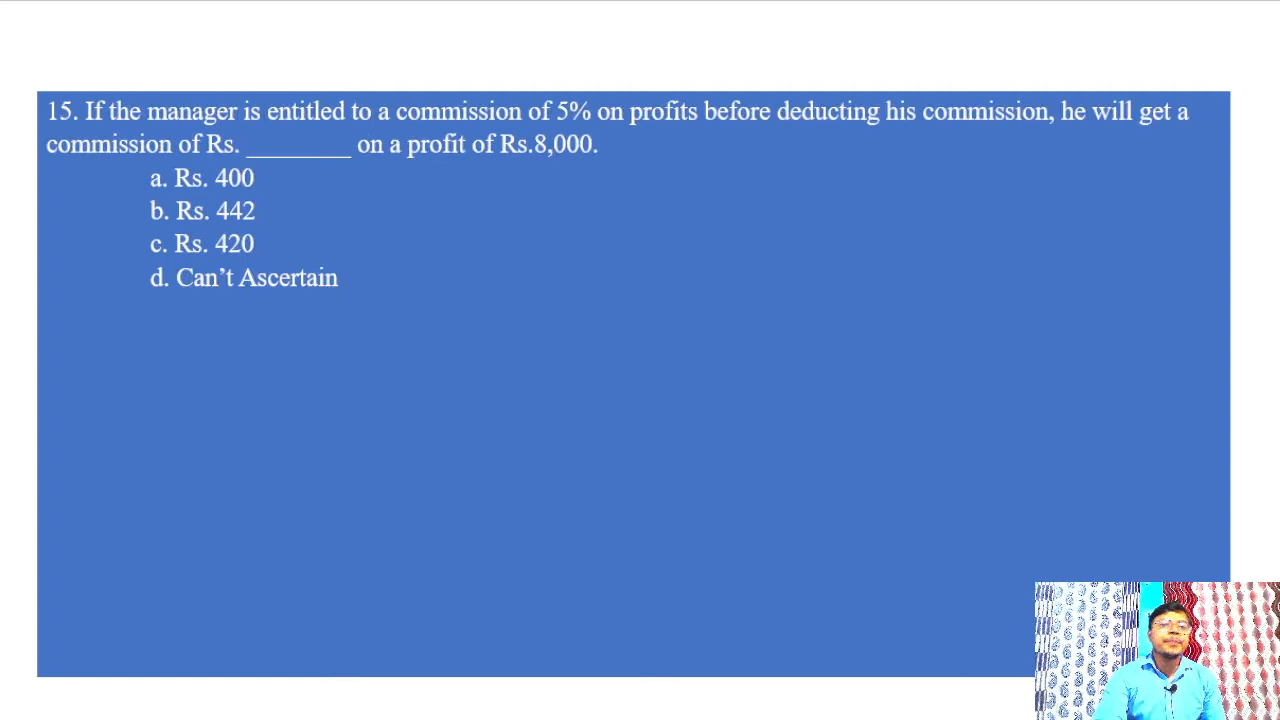 15. If the manager is entitled to a commission of 5% on profits before deducting his commission, he will get a
commission of Rs. ________ on a profit of Rs.8,000.
a. Rs. 400
b. Rs. 442
c. Rs. 420
d. Can’t Ascertain